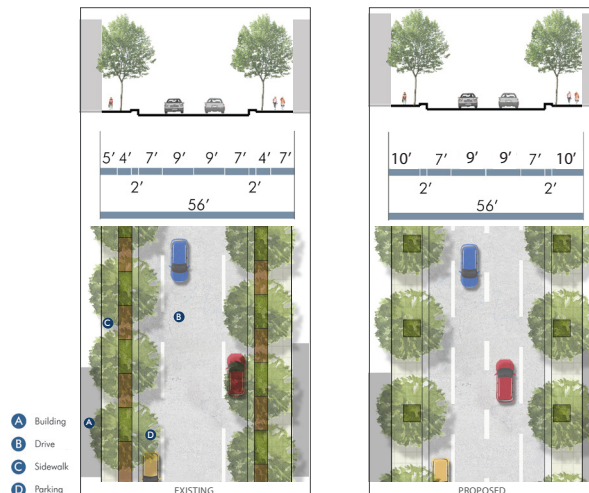 5' 4' 7' 9' 9' 7' 4' 7'
2' 2'
56'
10' 7' 9' 9' 7' 10'
2' 2'
56'
B
C
A
D
A Building
B Drive
C Sidewalk
D Parking
EXISTING
PROPOSED